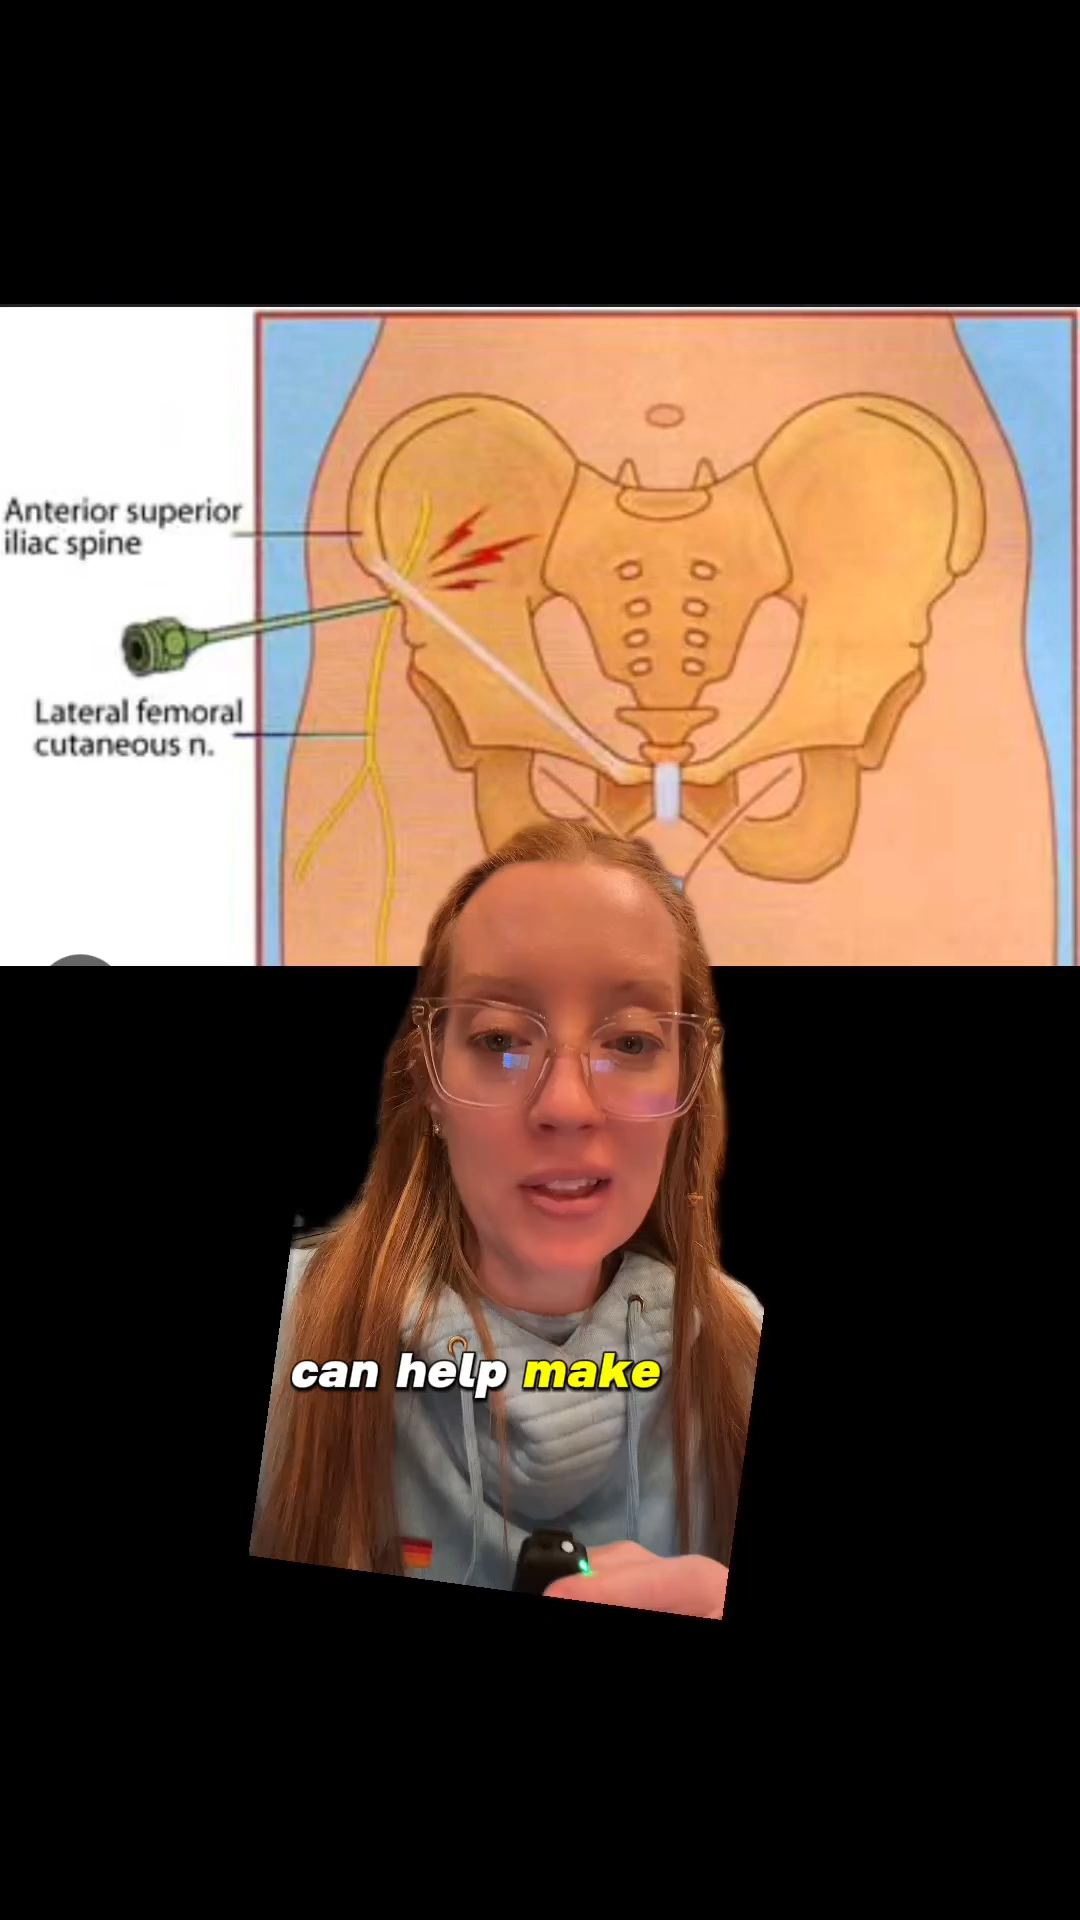 Anterior superior
iliac spine
Lateral femoral
cutaneous n.
can help make